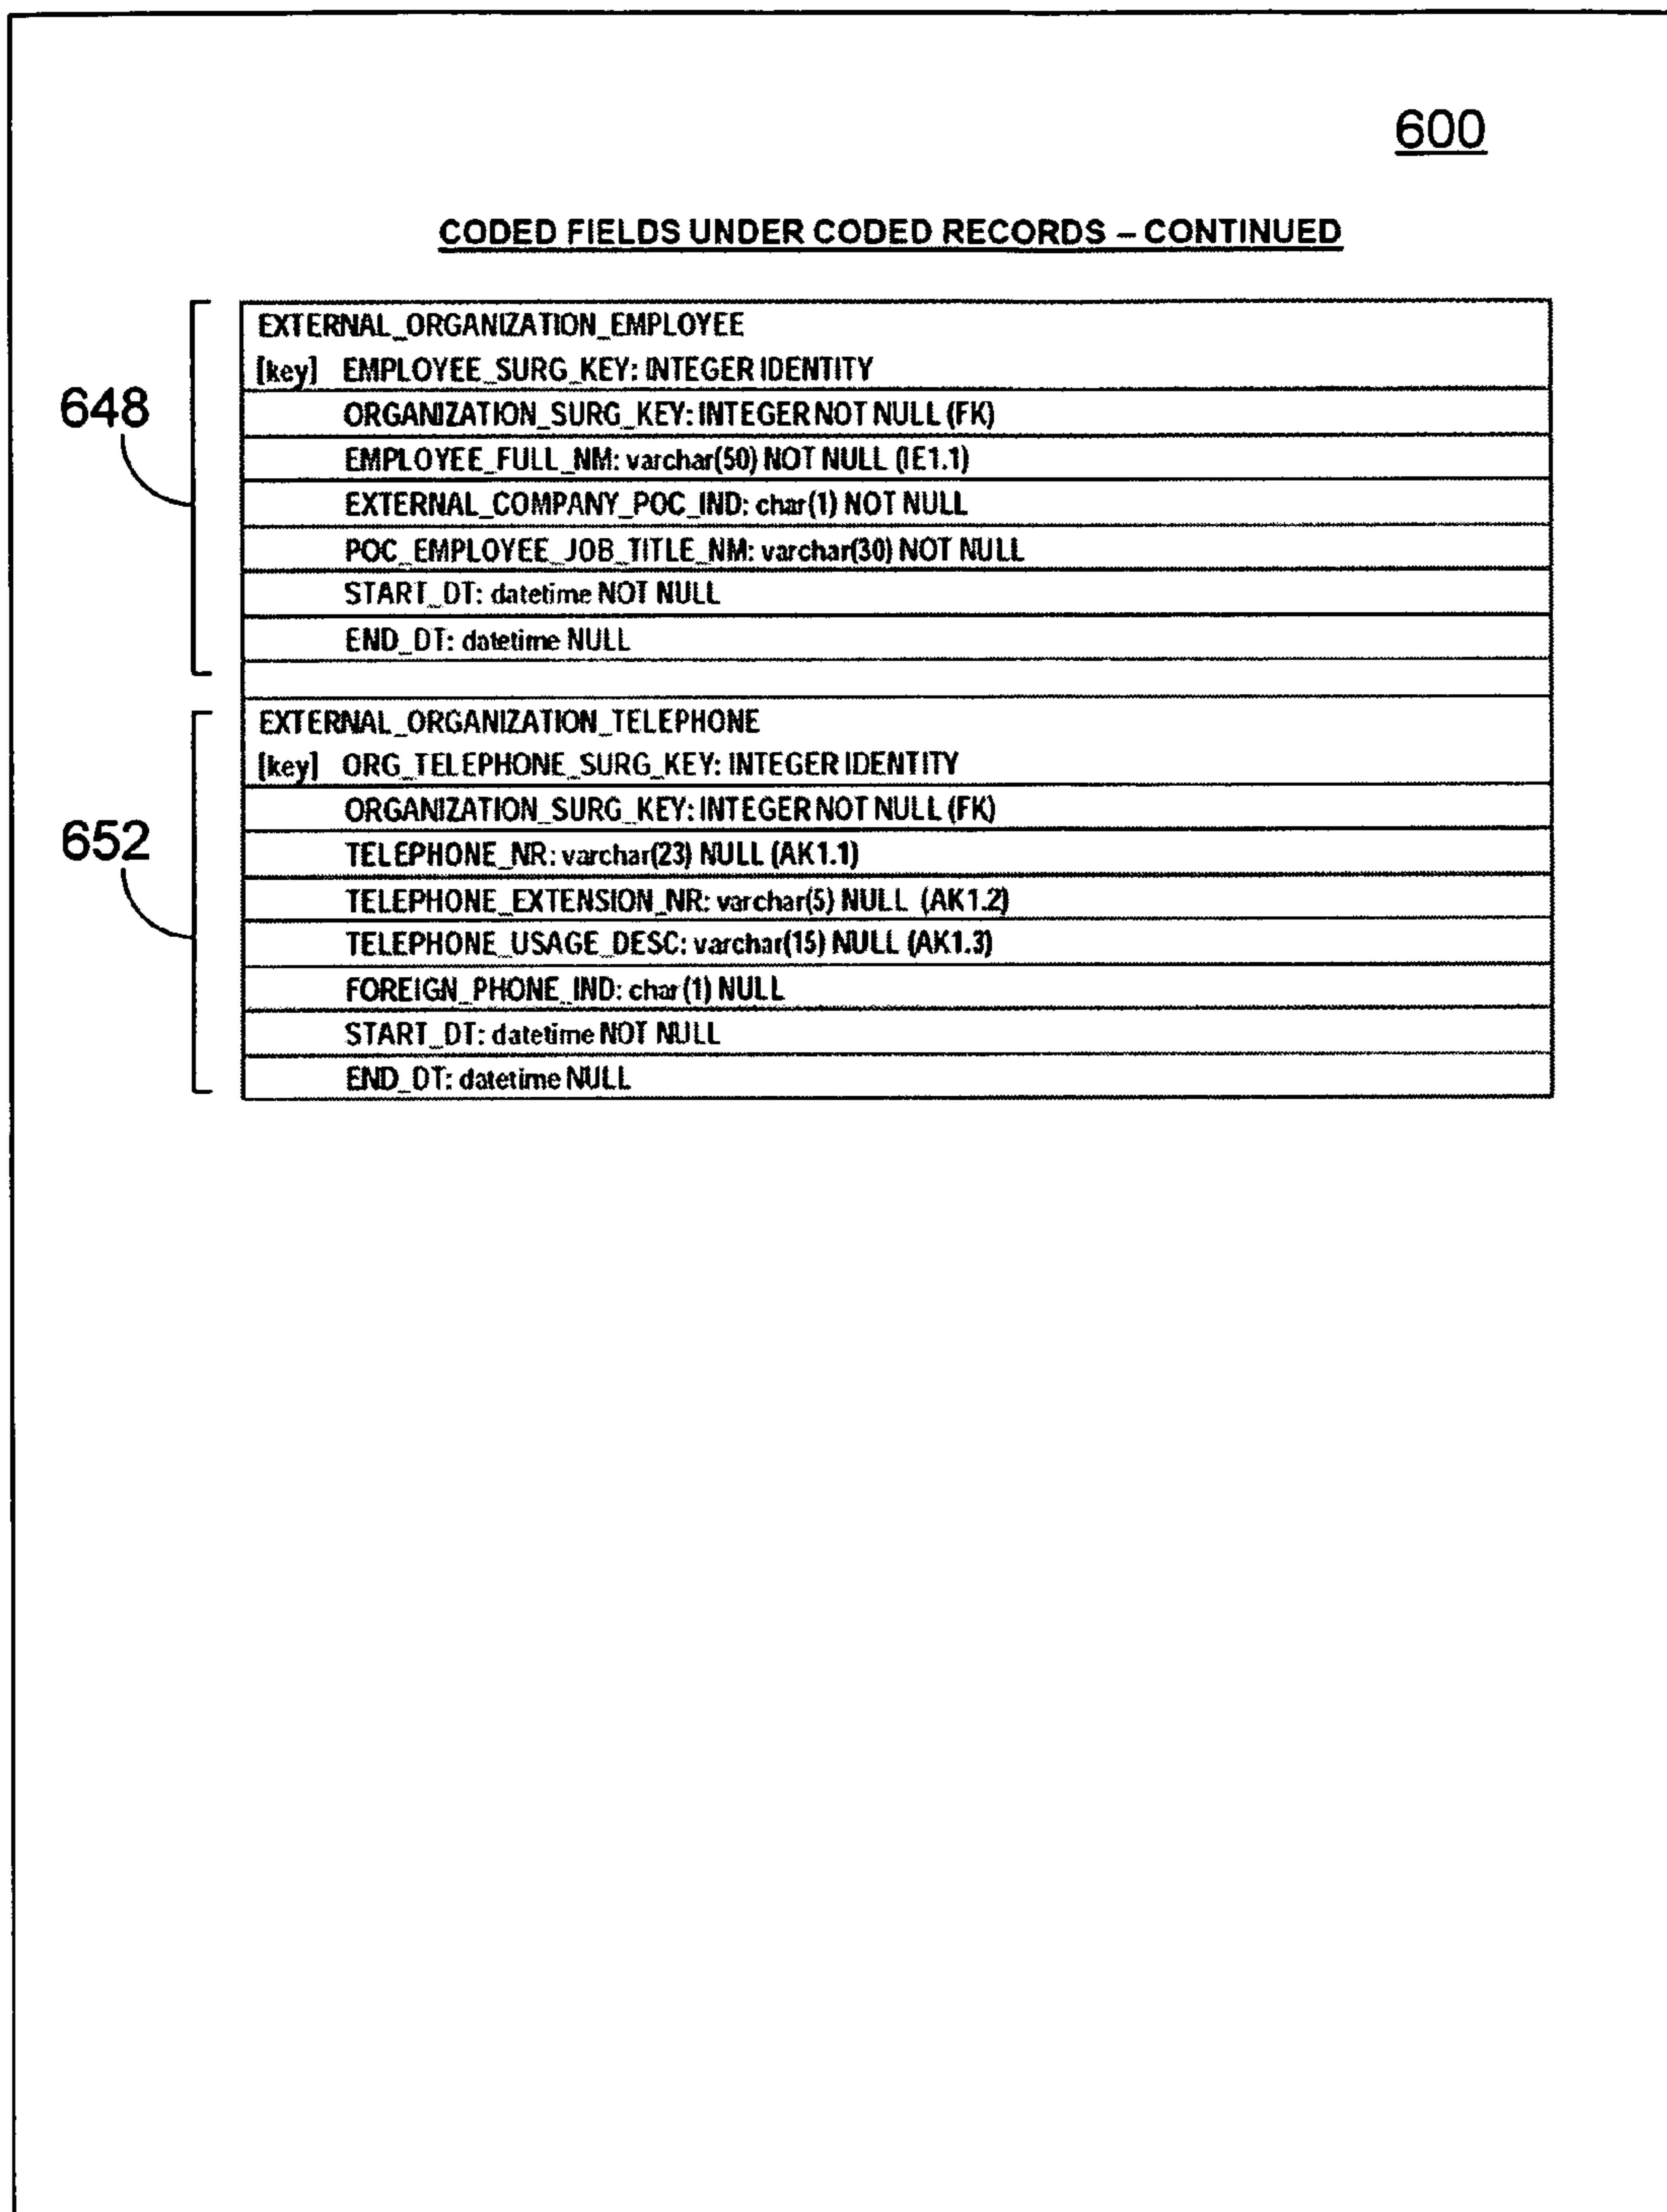 600
CODED FIELDS UNDER CODED RECORDS – CONTINUED
648
EXTERNAL_ORGANIZATION_EMPLOYEE
[key] EMPLOYEE_SURG_KEY: INTEGER IDENTITY
ORGANIZATION_SURG_KEY: INTEGER NOT NULL (FK)
EMPLOYEE_FULL_NM: varchar(50) NOT NULL (IE1.1)
EXTERNAL_COMPANY_POC_IND: char(1) NOT NULL
POC_EMPLOYEE_JOB_TITLE_NM: varchar(30) NOT NULL
START_DT: datetime NOT NULL
END_DT: datetime NULL
652
EXTERNAL_ORGANIZATION_TELEPHONE
[key] ORG_TELEPHONE_SURG_KEY: INTEGER IDENTITY
ORGANIZATION_SURG_KEY: INTEGER NOT NULL (FK)
TELEPHONE_NR: varchar(23) NULL (AK1.1)
TELEPHONE_EXTENSION_NR: varchar(5) NULL (AK1.2)
TELEPHONE_USAGE_DESC: varchar(15) NULL (AK1.3)
FOREIGN_PHONE_IND: char(1) NULL
START_DT: datetime NOT NULL
END_DT: datetime NULL